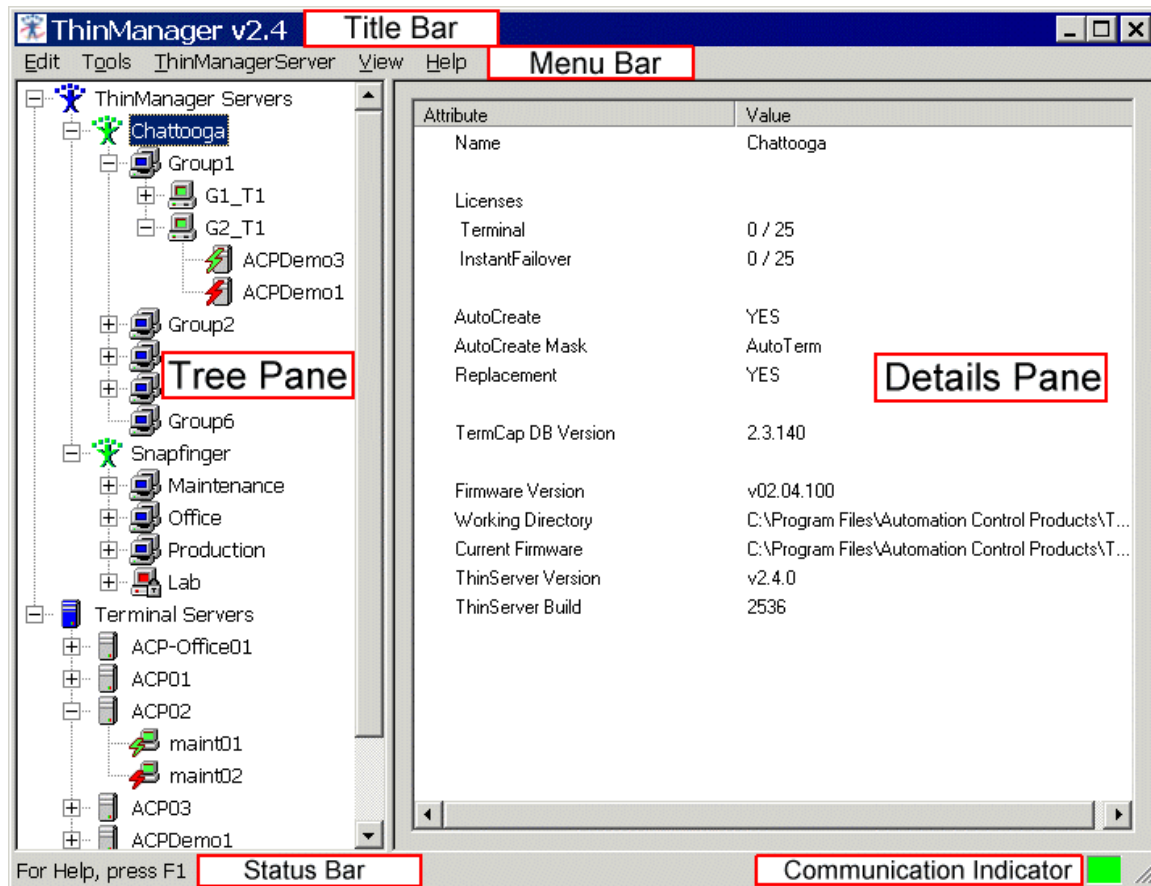 ThinManager v2.4
Title Bar
Edit Tools ThinManagerServer View Help
Menu Bar
ThinManager Servers
Chattooga
Group1
G1_T1
G2_T1
ACPDemo3
ACPDemo1
Group2
Tree Pane
Group6
Snapfinger
Maintenance
Office
Production
Lab
Terminal Servers
ACP-Office01
ACP01
ACP02
maint01
maint02
ACP03
ACPDemo1
Attribute Value
Name Chattooga
Licenses
Terminal 0 / 25
InstantFailover 0 / 25
AutoCreate YES
AutoCreate Mask AutoTerm
Replacement YES
Details Pane
TermCap DB Version 2.3.140
Firmware Version v02.04.100
Working Directory C:\Program Files\Automation Control Products\T...
Current Firmware C:\Program Files\Automation Control Products\T...
ThinServer Version v2.4.0
ThinServer Build 2536
For Help, press F1
Status Bar
Communication Indicator